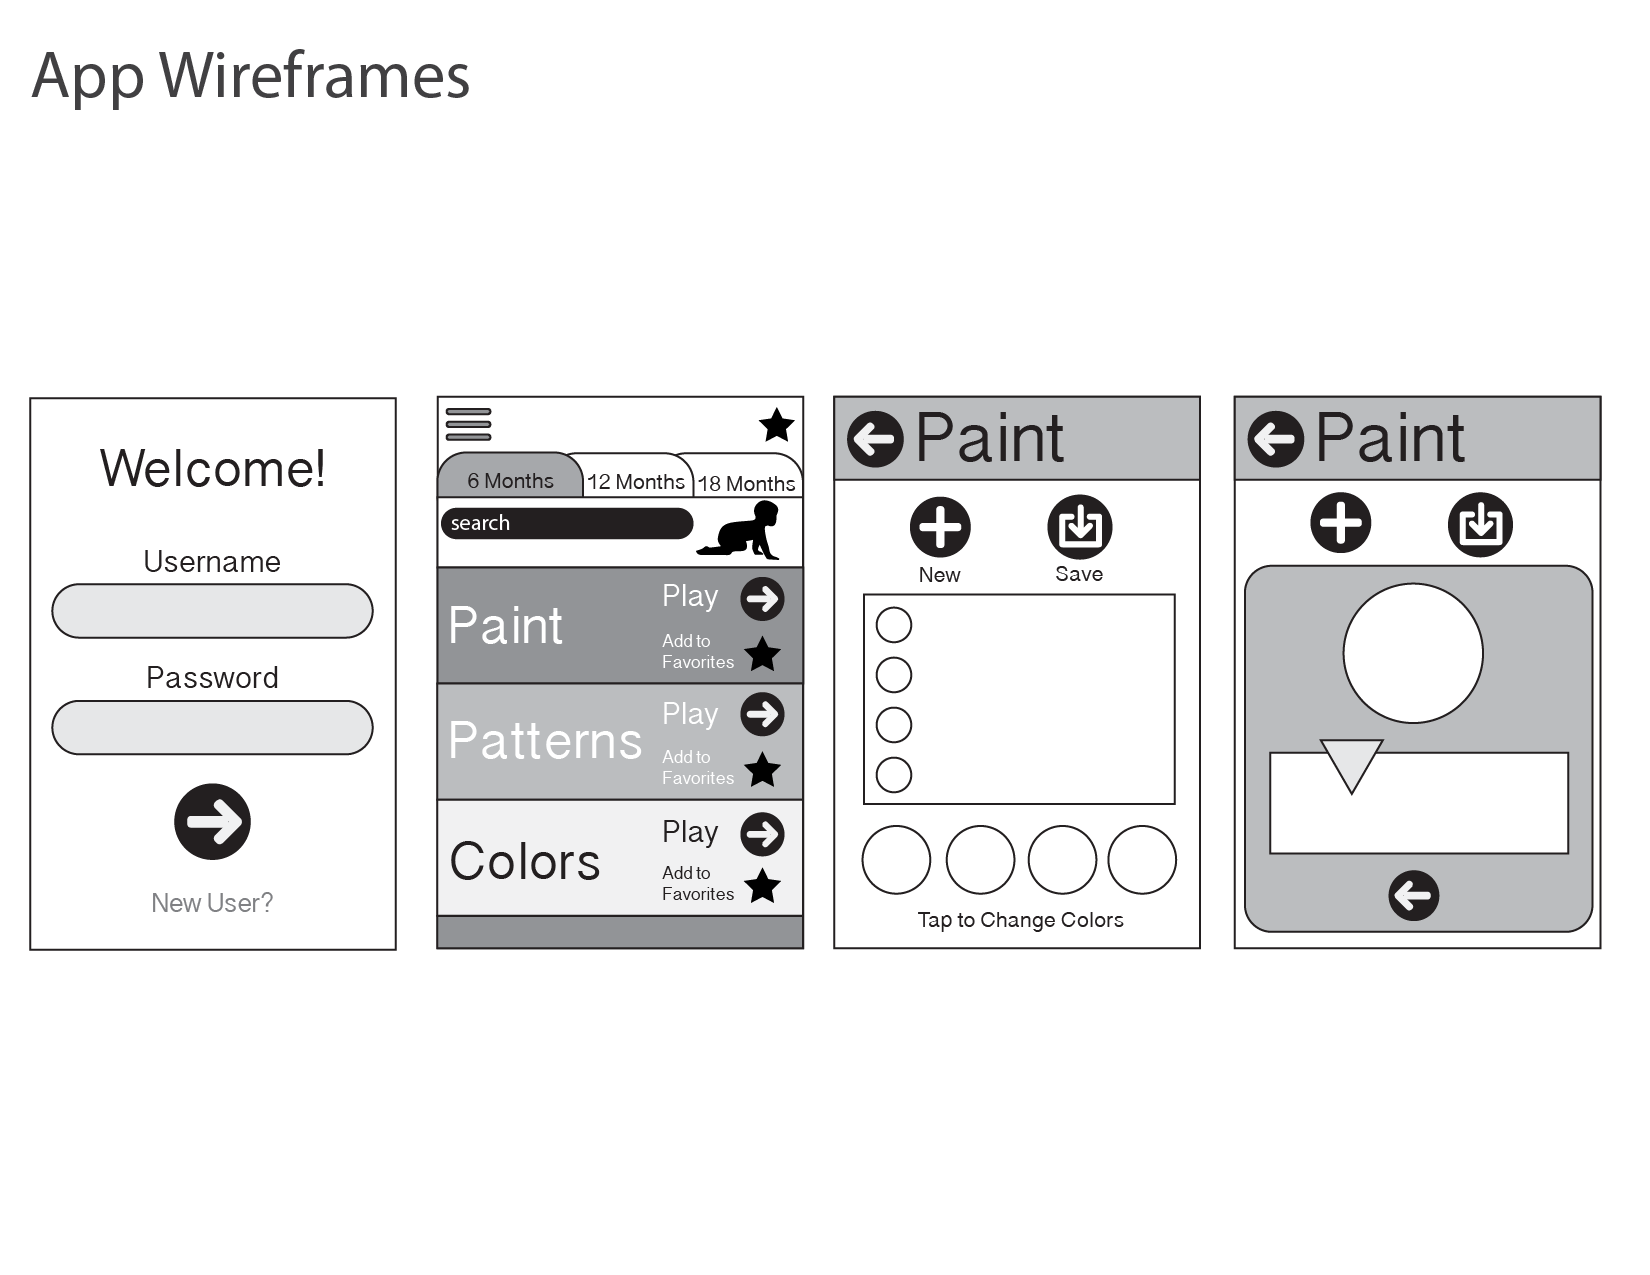 App Wireframes
Welcome!
Username
Password
New User?
6 Months
12 Months
18 Months
search
Paint
Play
Add to
Favorites
Patterns
Play
Add to
Favorites
Colors
Play
Add to
Favorites
Paint
New
Save
Tap to Change Colors
Paint